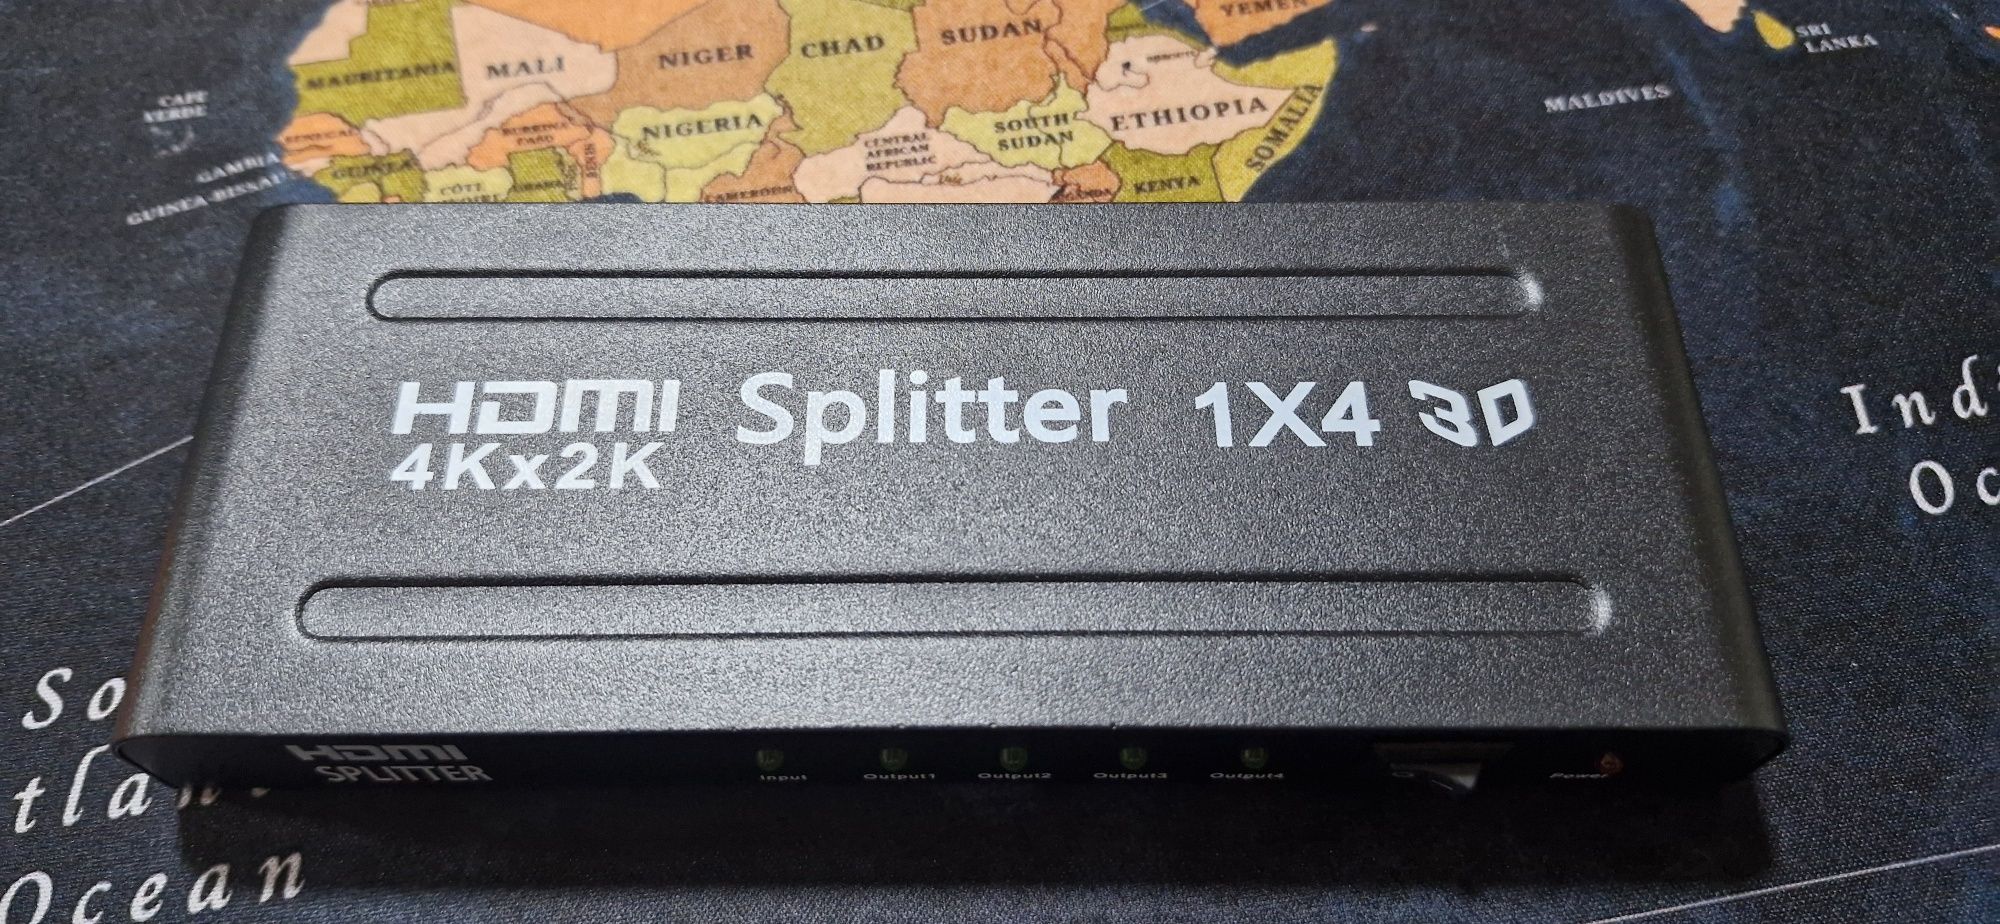 YEMEN
SRI
LANKA
MAURITANIA
MALI
NIGER
CHAD
SUDAN
CAPE
VERDE
MALDIVES
NIGERIA
SOUTH
SUDAN
ETHIOPIA
SOMALIA
CENTRAL
AFRICAN
REPUBLIC
GAMBIA
GUINEA
KENYA
CAMEROON
HDMI Splitter 1X4 3D
4Kx2K
Ind
Oc
So
tla
Ocean
HDMI
SPLITTER
Input Output1 Output2 Output3 Output4 Power